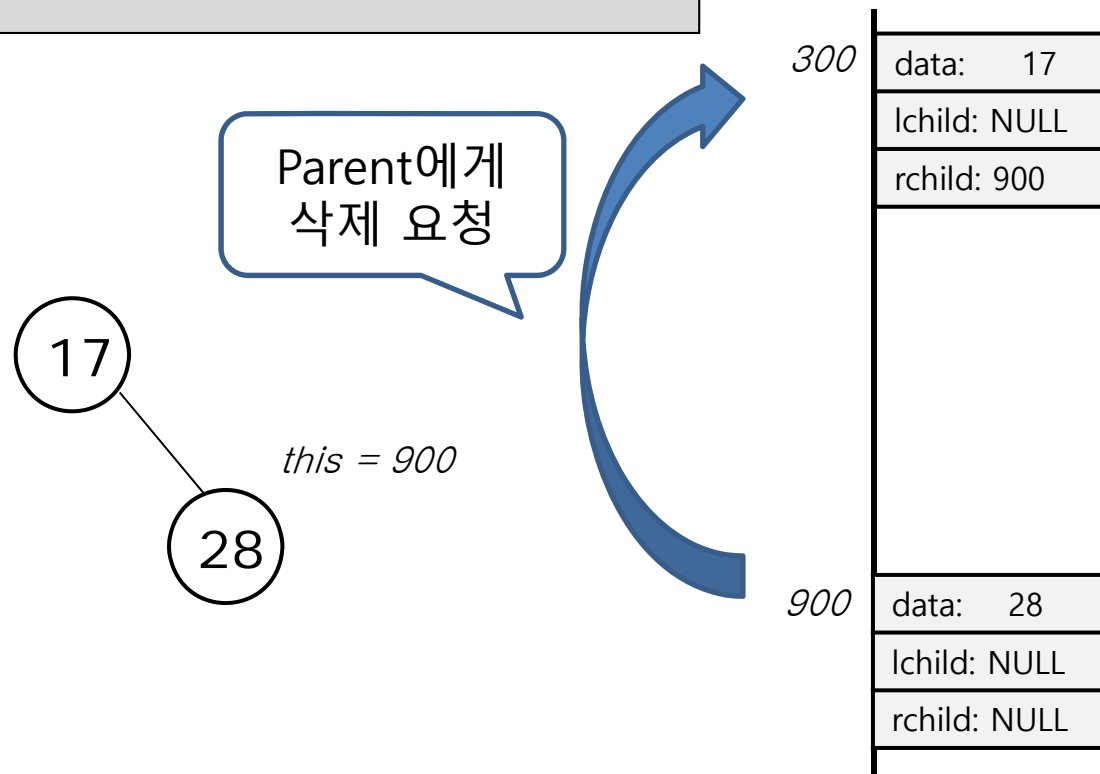 Parent에게
삭제 요청
17
28
this = 900
300
data: 17
lchild: NULL
rchild: 900
900
data: 28
lchild: NULL
rchild: NULL